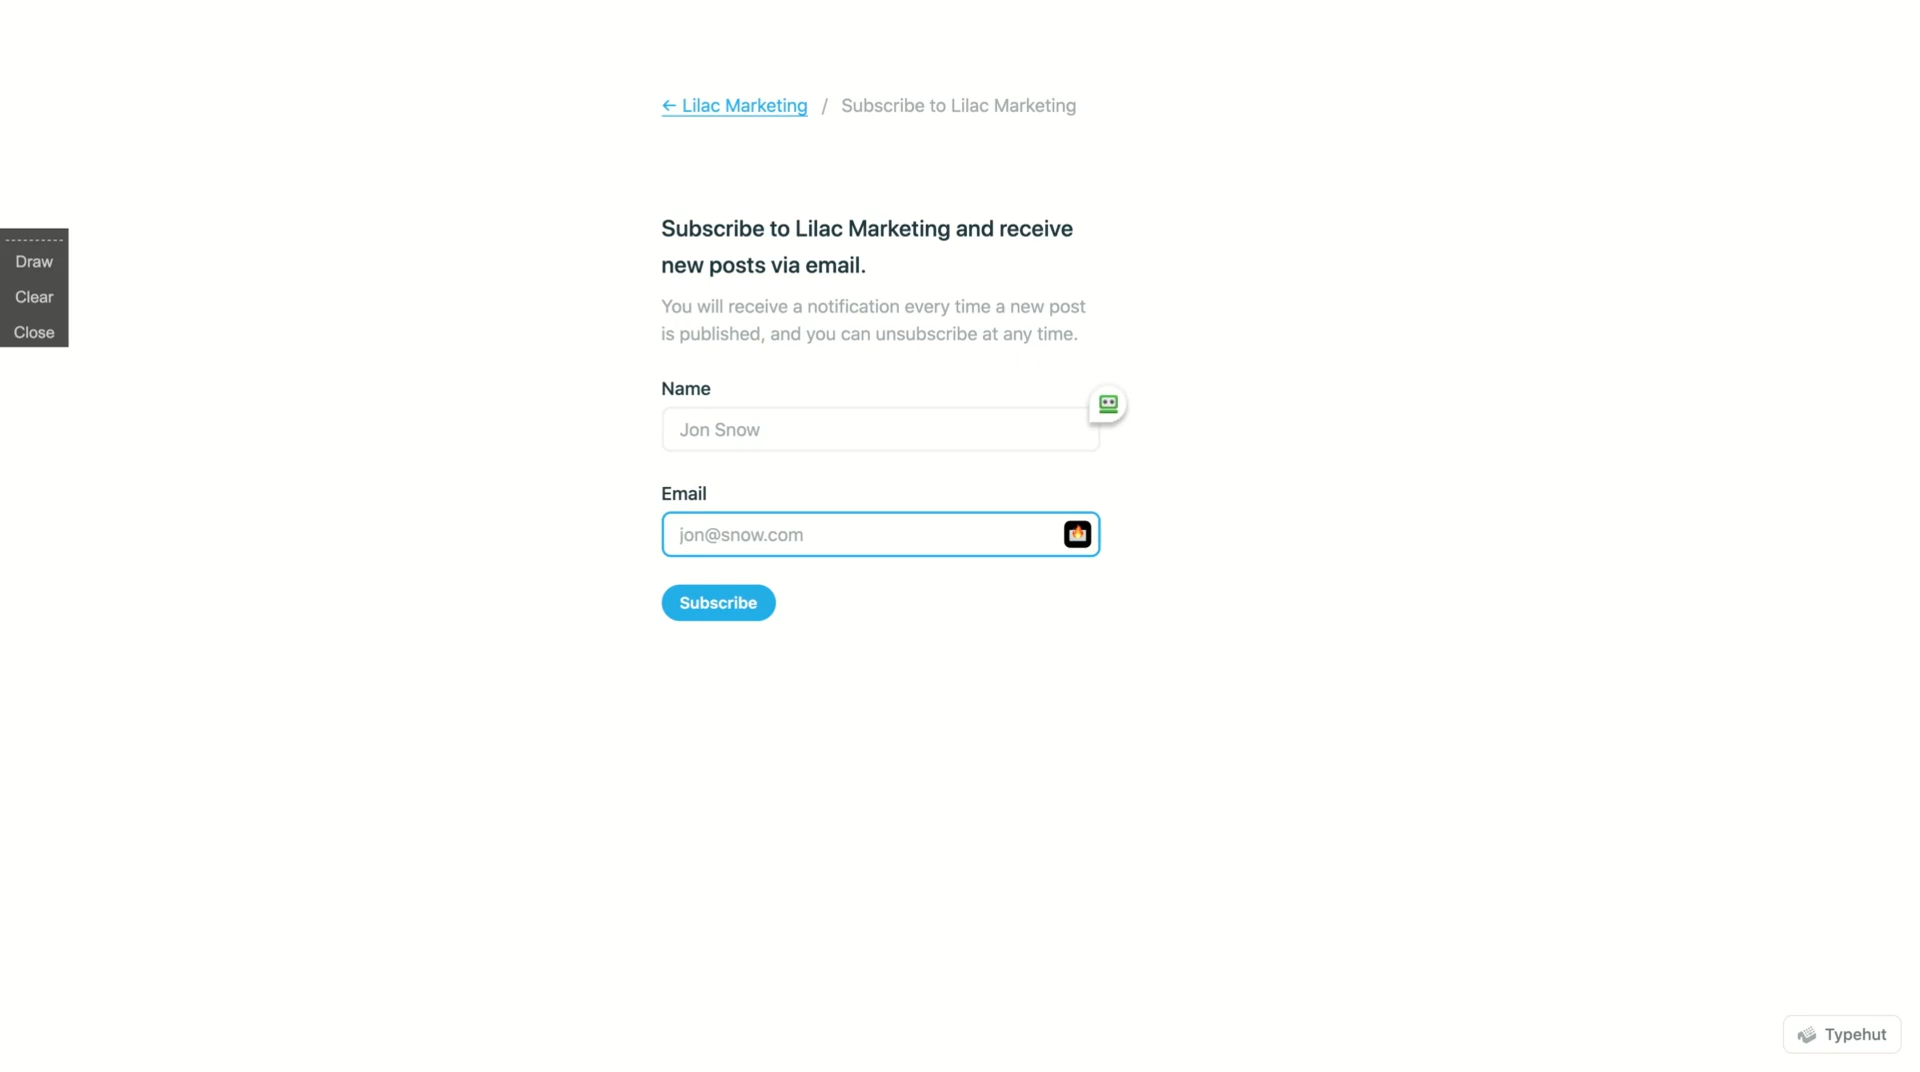 ← Lilac Marketing / Subscribe to Lilac Marketing
Subscribe to Lilac Marketing and receive
new posts via email.
You will receive a notification every time a new post
is published, and you can unsubscribe at any time.
Draw
Clear
Close
Name
Jon Snow
Email
jon@snow.com
Subscribe
Typehut